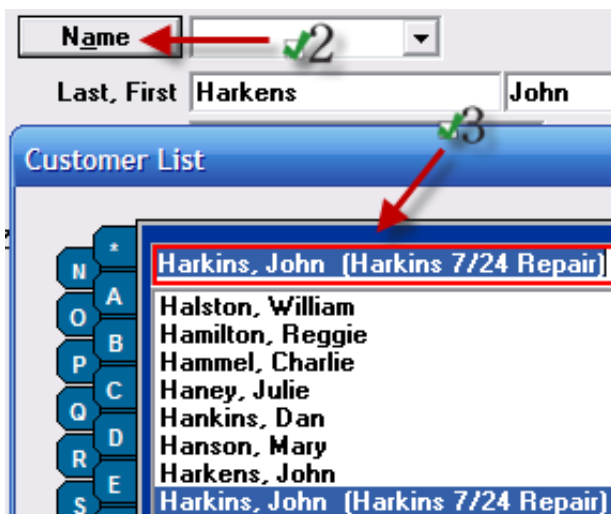 Name 2
Last, First Harkens John
3
Customer List
*
N
A
O
B
P
C
Q
D
R
E
S
Harkins, John (Harkins 7/24 Repair)
Halston, William
Hamilton, Reggie
Hammel, Charlie
Haney, Julie
Hankins, Dan
Hanson, Mary
Harkens, John
Harkins, John (Harkins 7/24 Repair)